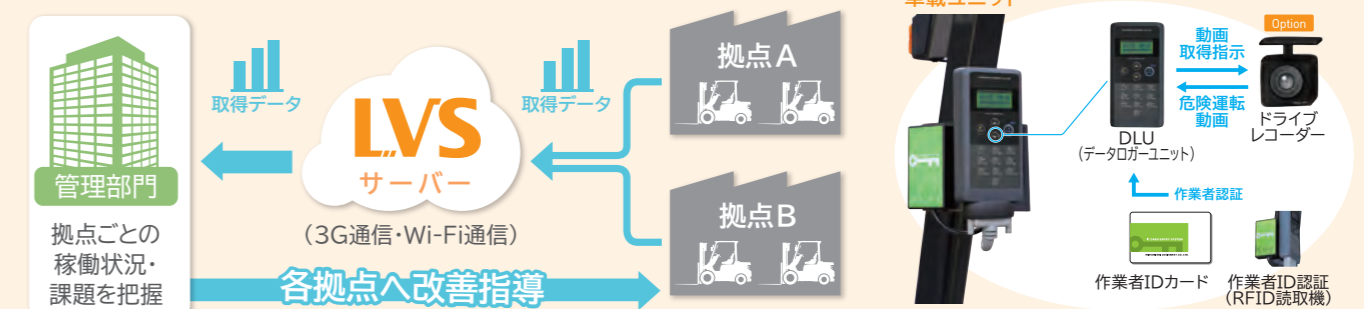 管理部門
拠点ごとの
稼働状況・
課題を把握
取得データ
LVS
サーバー
(3G通信・Wi-Fi通信)
取得データ
拠点A
拠点B
各拠点へ改善指導
車載ユニット
DLU
(データロガーユニット)
動画
取得指示
危険運転
動画
Option
ドライブ
レコーダー
作業者認証
作業者IDカード
作業者ID認証
(RFID読取機)